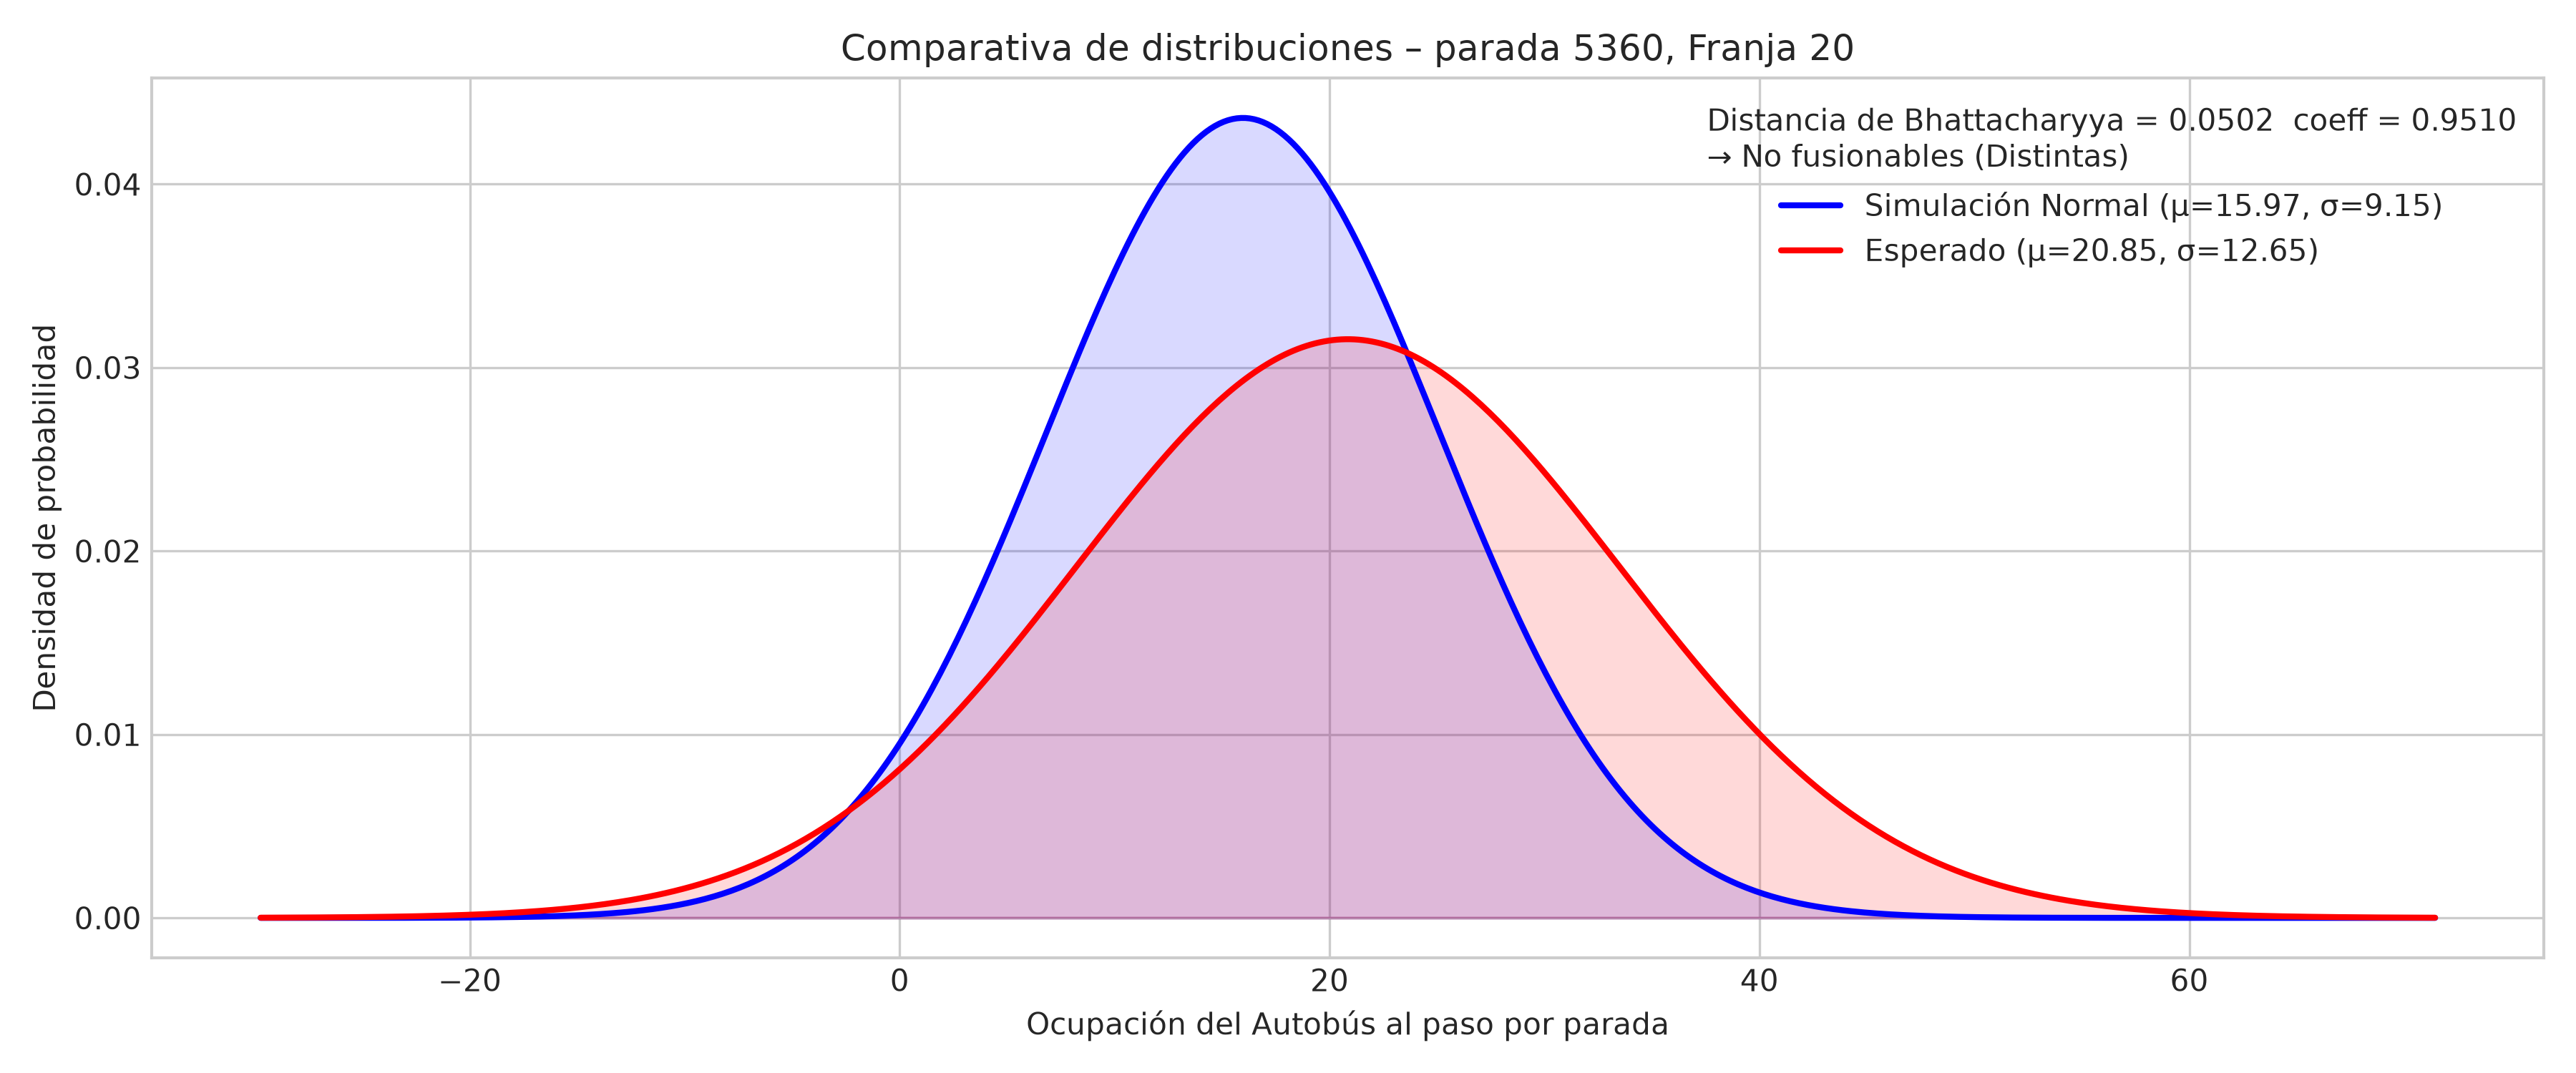 Comparativa de distribuciones – parada 5360, Franja 20
Distancia de Bhattacharyya = 0.0502  coeff = 0.9510
→ No fusionables (Distintas)
Simulación Normal (μ=15.97, σ=9.15)
Esperado (μ=20.85, σ=12.65)
Densidad de probabilidad
0.04
0.03
0.02
0.01
0.00
−20 0 20 40 60
Ocupación del Autobús al paso por parada